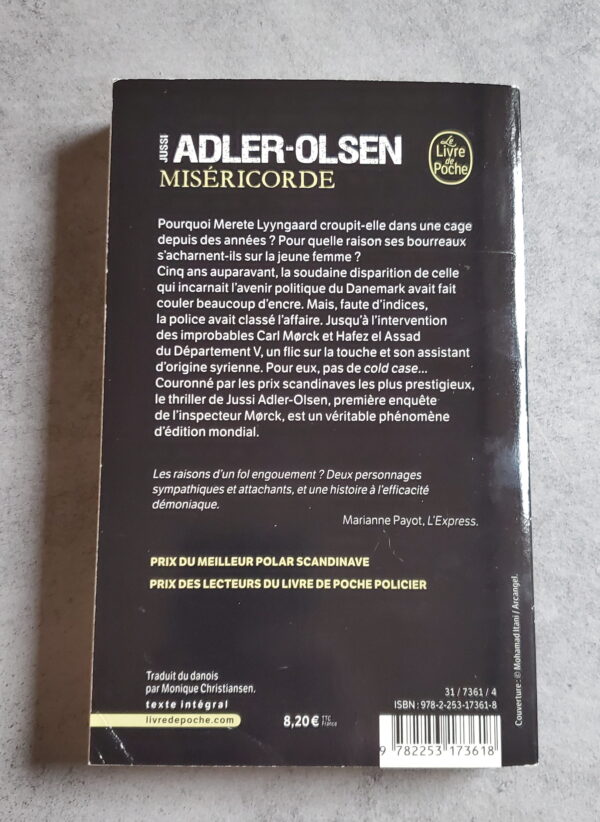 JUSSI
ADLER-OLSEN
MISÉRICORDE
Le
Livre
de
Poche
Pourquoi Merete Lyyngaard croupit-elle dans une cage
depuis des années ? Pour quelle raison ses bourreaux
s'acharnent-ils sur la jeune femme ?
Cinq ans auparavant, la soudaine disparition de celle
qui incarnait l'avenir politique du Danemark avait fait
couler beaucoup d'encre. Mais, faute d'indices,
la police avait classé l'affaire. Jusqu'à l'intervention
des improbables Carl Mørck et Hafez el Assad
du Département V, un flic sur la touche et son assistant
d'origine syrienne. Pour eux, pas de cold case...
Couronné par les prix scandinaves les plus prestigieux,
le thriller de Jussi Adler-Olsen, première enquête
de l'inspecteur Mørck, est un véritable phénomène
d'édition mondial.
Les raisons d'un fol engouement ? Deux personnages
sympathiques et attachants, et une histoire à l'efficacité
démoniaque.
Marianne Payot, L'Express.
PRIX DU MEILLEUR POLAR SCANDINAVE
PRIX DES LECTEURS DU LIVRE DE POCHE POLICIER
Traduit du danois
par Monique Christiansen.
texte intégral
livredepoche.com
8,20 € TTC
France
31 / 7361 / 4
ISBN : 978-2-253-17361-8
9 782253 173618
Couverture : © Mohamad Itani / Arcangel.